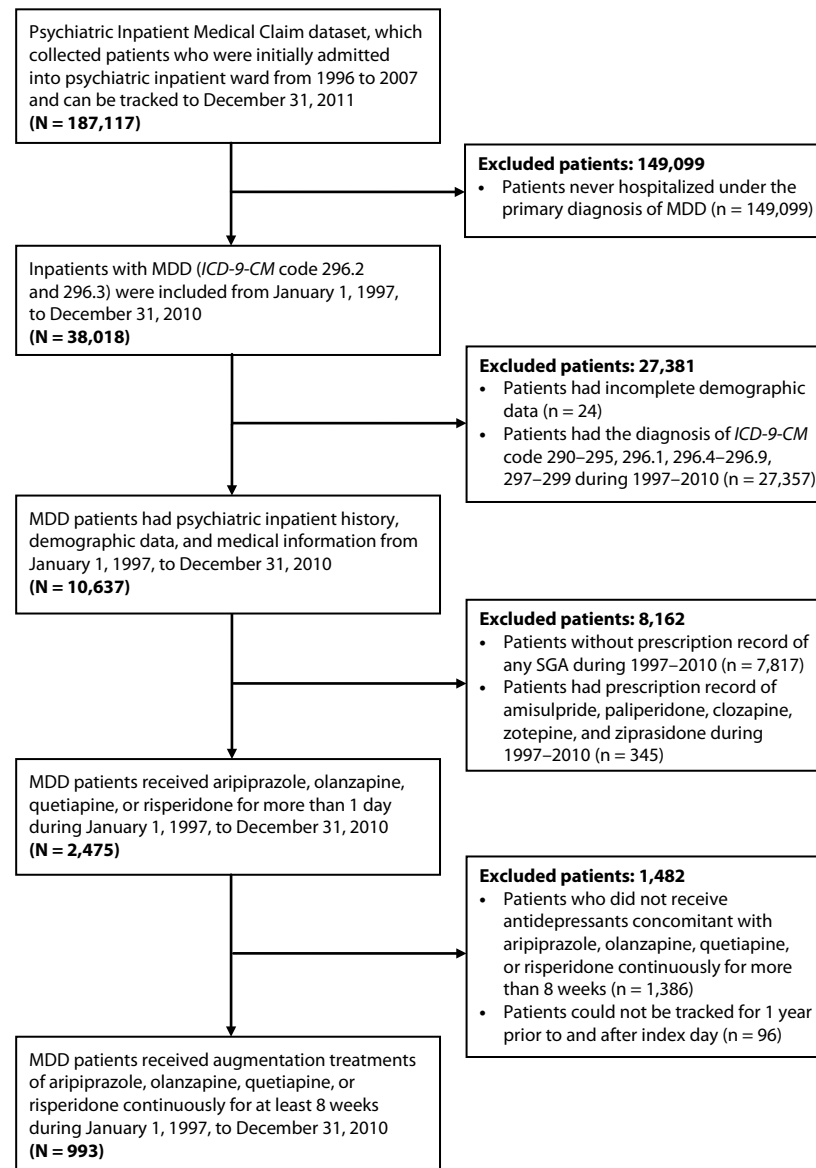 Psychiatric Inpatient Medical Claim dataset, which
collected patients who were initially admitted
into psychiatric inpatient ward from 1996 to 2007
and can be tracked to December 31, 2011
(N = 187,117)
Excluded patients: 149,099
• Patients never hospitalized under the
primary diagnosis of MDD (n = 149,099)
Inpatients with MDD (ICD-9-CM code 296.2
and 296.3) were included from January 1, 1997,
to December 31, 2010
(N = 38,018)
Excluded patients: 27,381
• Patients had incomplete demographic
data (n = 24)
• Patients had the diagnosis of ICD-9-CM
code 290–295, 296.1, 296.4–296.9,
297–299 during 1997–2010 (n = 27,357)
MDD patients had psychiatric inpatient history,
demographic data, and medical information from
January 1, 1997, to December 31, 2010
(N = 10,637)
Excluded patients: 8,162
• Patients without prescription record of
any SGA during 1997–2010 (n = 7,817)
• Patients had prescription record of
amisulpride, paliperidone, clozapine,
zotepine, and ziprasidone during
1997–2010 (n = 345)
MDD patients received aripiprazole, olanzapine,
quetiapine, or risperidone for more than 1 day
during January 1, 1997, to December 31, 2010
(N = 2,475)
Excluded patients: 1,482
• Patients who did not receive
antidepressants concomitant with
aripiprazole, olanzapine, quetiapine,
or risperidone continuously for more
than 8 weeks (n = 1,386)
• Patients could not be tracked for 1 year
prior to and after index day (n = 96)
MDD patients received augmentation treatments
of aripiprazole, olanzapine, quetiapine, or
risperidone continuously for at least 8 weeks
during January 1, 1997, to December 31, 2010
(N = 993)